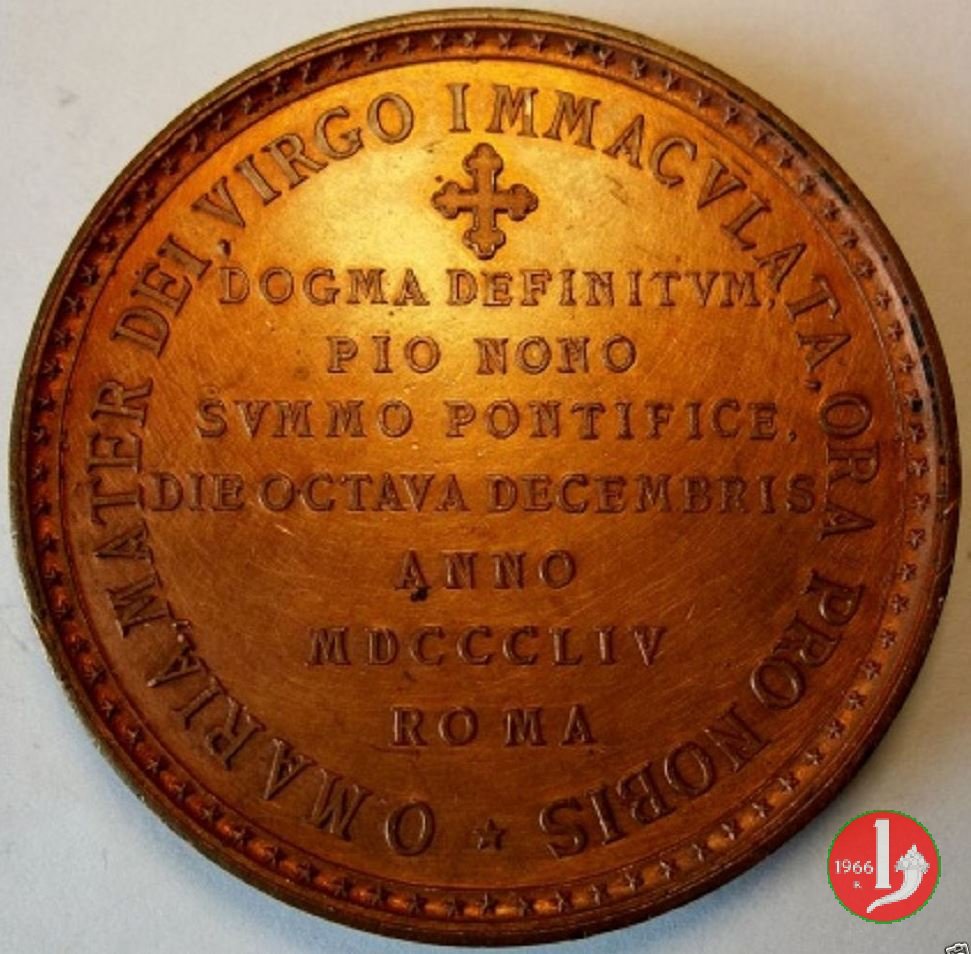 O MARIA, MATER DEI, VIRGO IMMACVLATA, ORA PRO NOBIS
DOGMA DEFINITVM,
PIO NONO
SVMMO PONTIFICE,
DIE OCTAVA DECEMBRIS
ANNO
MDCCCLIV
ROMA
1966
R